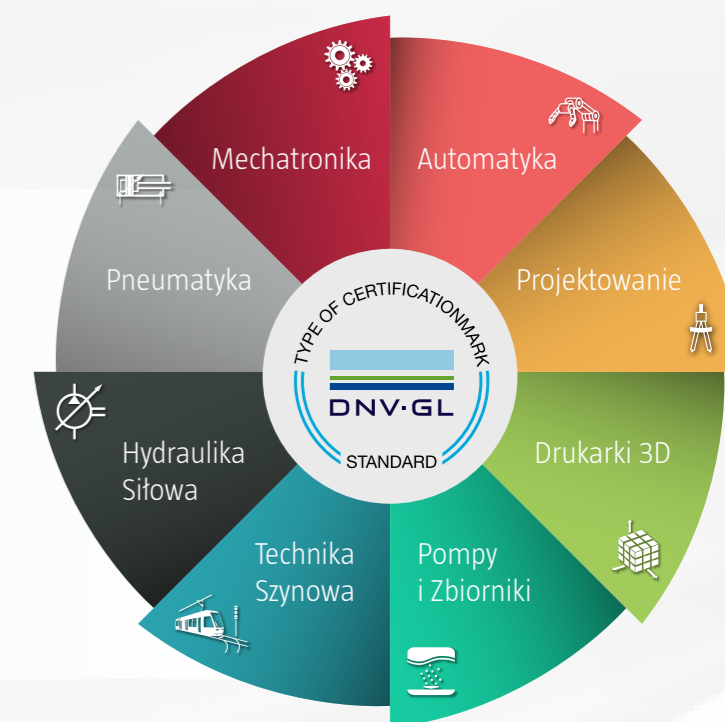 Mechatronika
Automatyka
Pneumatyka
Projektowanie
TYPE OF CERTIFICATIONMARK
DNV·GL
STANDARD
Hydraulika
Siłowa
Drukarki 3D
Technika
Szynowa
Pompy
i Zbiorniki